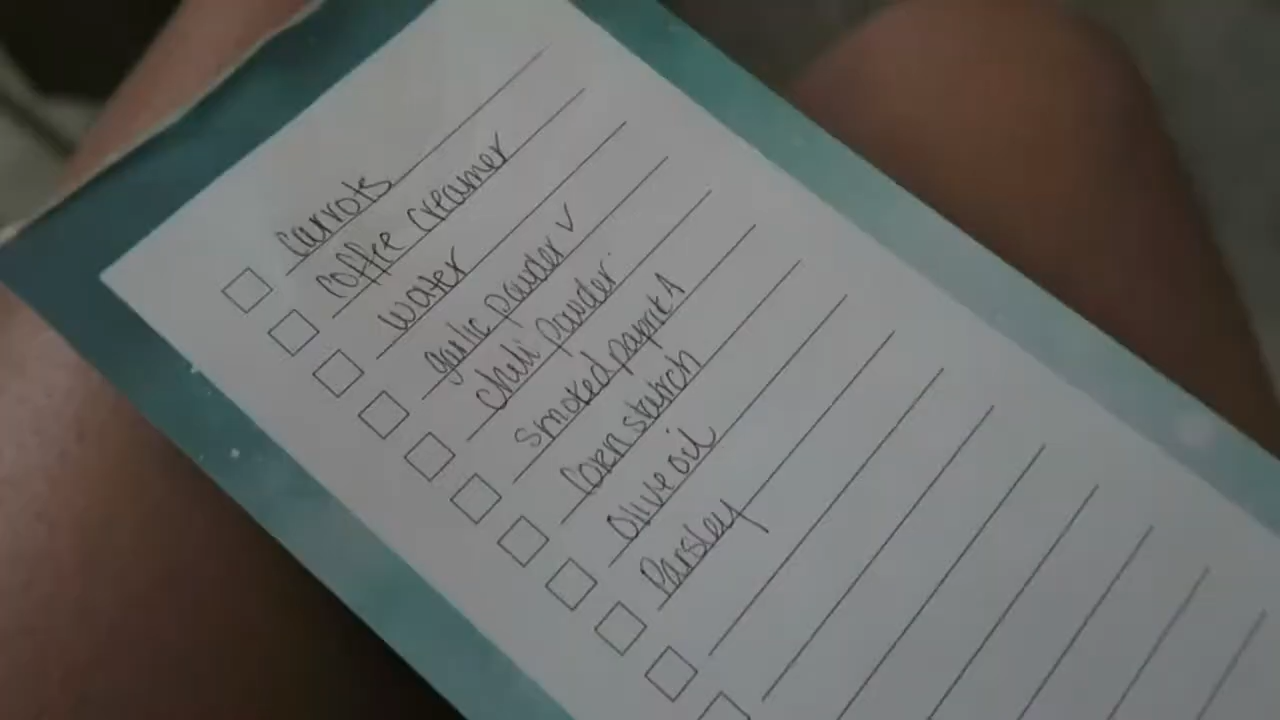 carrots
coffee creamer
water
garlic powder ✓
chili powder
smoked paprika
corn starch
olive oil
Parsley